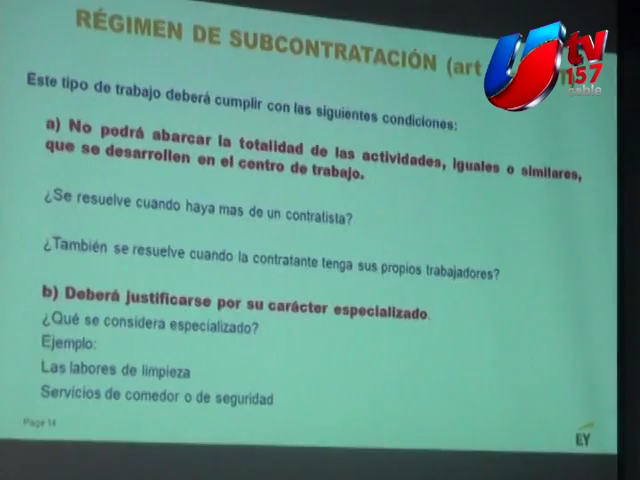 RÉGIMEN DE SUBCONTRATACIÓN (art
U tv
157
cable
Este tipo de trabajo deberá cumplir con las siguientes condiciones:
a) No podrá abarcar la totalidad de las actividades, iguales o similares,
que se desarrollen en el centro de trabajo.
¿Se resuelve cuando haya mas de un contratista?
¿También se resuelve cuando la contratante tenga sus propios trabajadores?
b) Deberá justificarse por su carácter especializado.
¿Qué se considera especializado?
Ejemplo:
Las labores de limpieza
Servicios de comedor o de seguridad
Page 14
EY